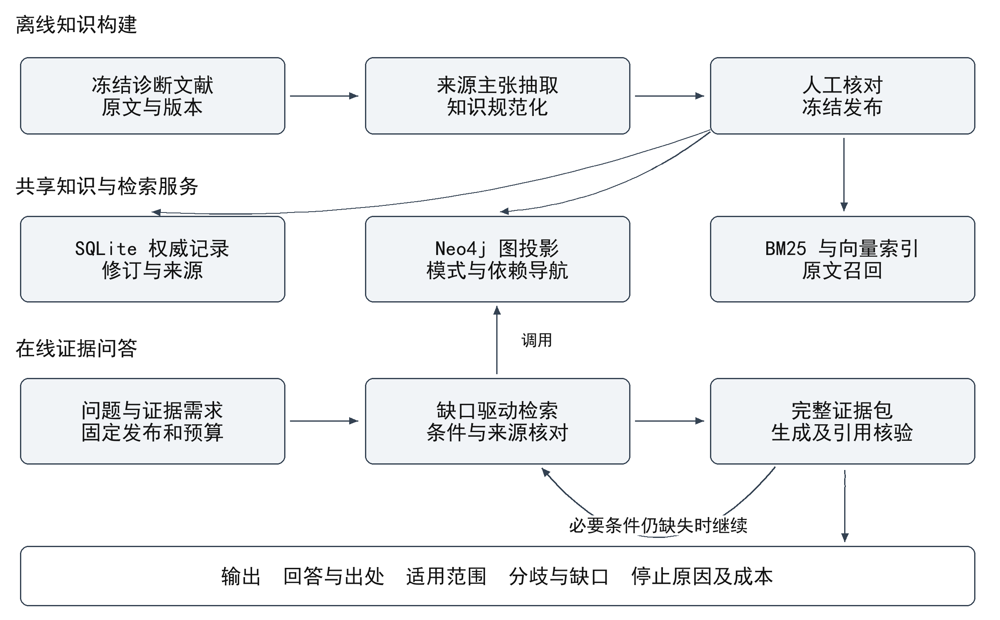 离线知识构建
冻结诊断文献
原文与版本
来源主张抽取
知识规范化
人工核对
冻结发布
共享知识与检索服务
SQLite 权威记录
修订与来源
Neo4j 图投影
模式与依赖导航
BM25 与向量索引
原文召回
调用
在线证据问答
问题与证据需求
固定发布和预算
缺口驱动检索
条件与来源核对
完整证据包
生成及引用核验
必要条件仍缺失时继续
输出 回答与出处 适用范围 分歧与缺口 停止原因及成本